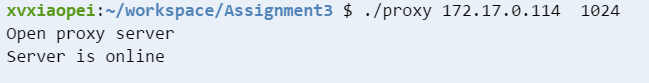 xvxiaopei:~/workspace/Assignment3 $ ./proxy 172.17.0.114  1024
Open proxy server
Server is online